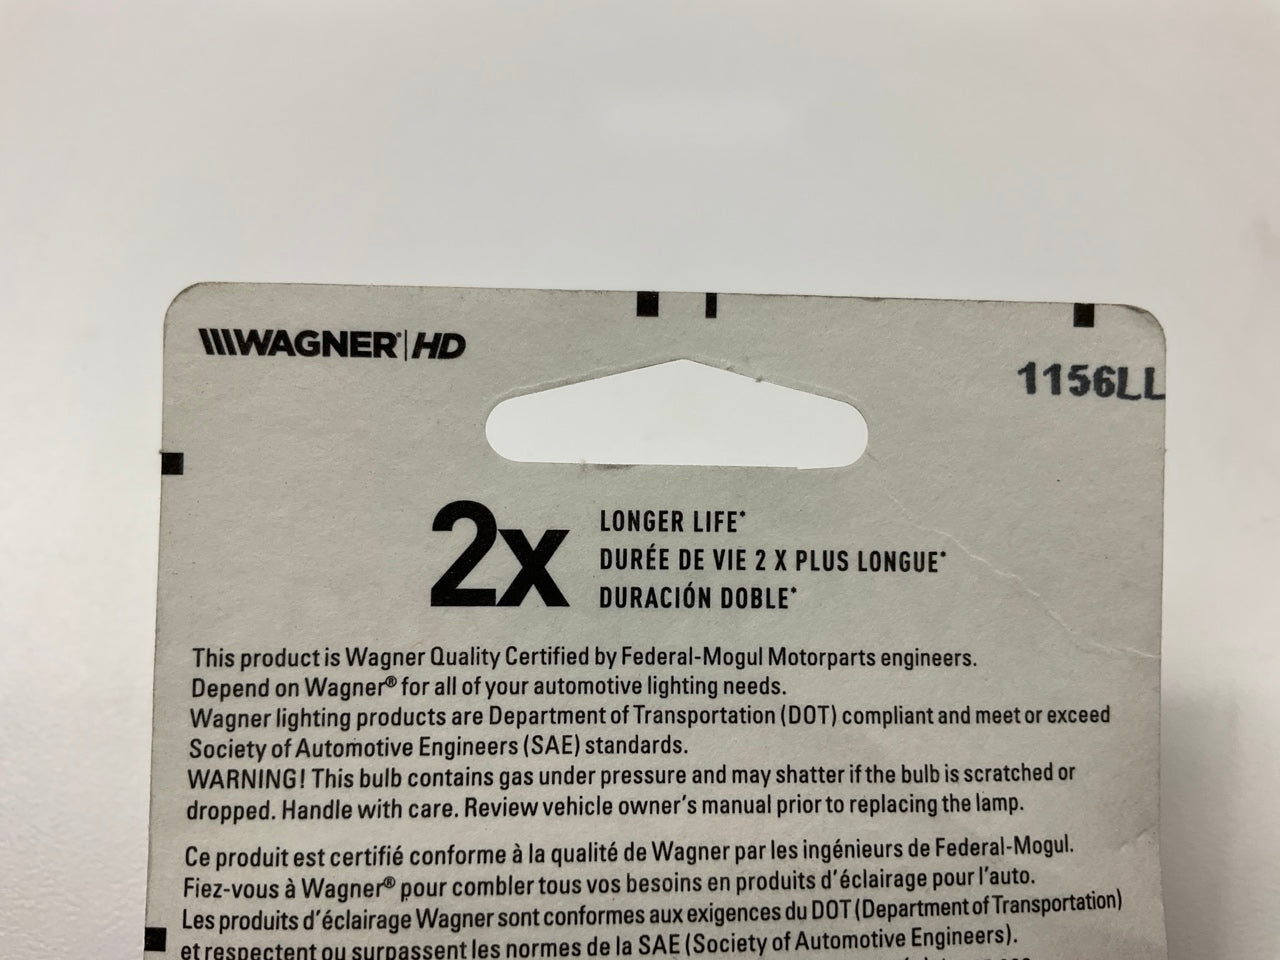 WAGNER® | HD
1156LL
2x
LONGER LIFE*
DURÉE DE VIE 2 X PLUS LONGUE*
DURACIÓN DOBLE*
This product is Wagner Quality Certified by Federal-Mogul Motorparts engineers.
Depend on Wagner® for all of your automotive lighting needs.
Wagner lighting products are Department of Transportation (DOT) compliant and meet or exceed
Society of Automotive Engineers (SAE) standards.
WARNING! This bulb contains gas under pressure and may shatter if the bulb is scratched or
dropped. Handle with care. Review vehicle owner's manual prior to replacing the lamp.
Ce produit est certifié conforme à la qualité de Wagner par les ingénieurs de Federal-Mogul.
Fiez-vous à Wagner® pour combler tous vos besoins en produits d'éclairage pour l'auto.
Les produits d'éclairage Wagner sont conformes aux exigences du DOT (Department of Transportation)
et respectent ou surpassent les normes de la SAE (Society of Automotive Engineers).